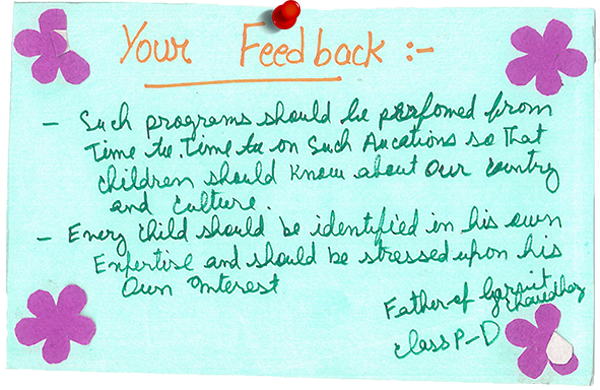 Your Feedback :-
- Such programs should be perfomed from
Time to. Time to on Such Aucations so That
children should know about our country
and culture.
- Every child should be identified in his own
Expertise and should be stressed upon his
Own Interest
Father of Garvit
Chaudhary
class P-D